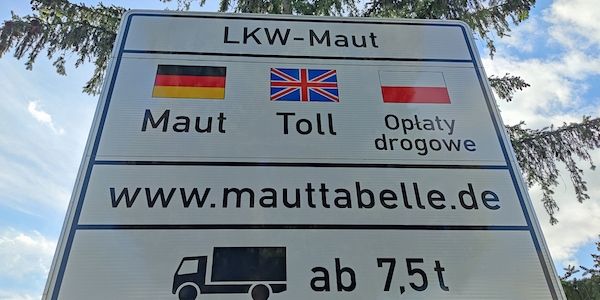 LKW-Maut
Maut
Toll
Opłaty
drogowe
www.mauttabelle.de
ab 7,5 t